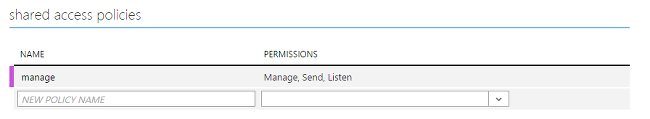 shared access policies
NAME PERMISSIONS
manage Manage, Send, Listen
NEW POLICY NAME